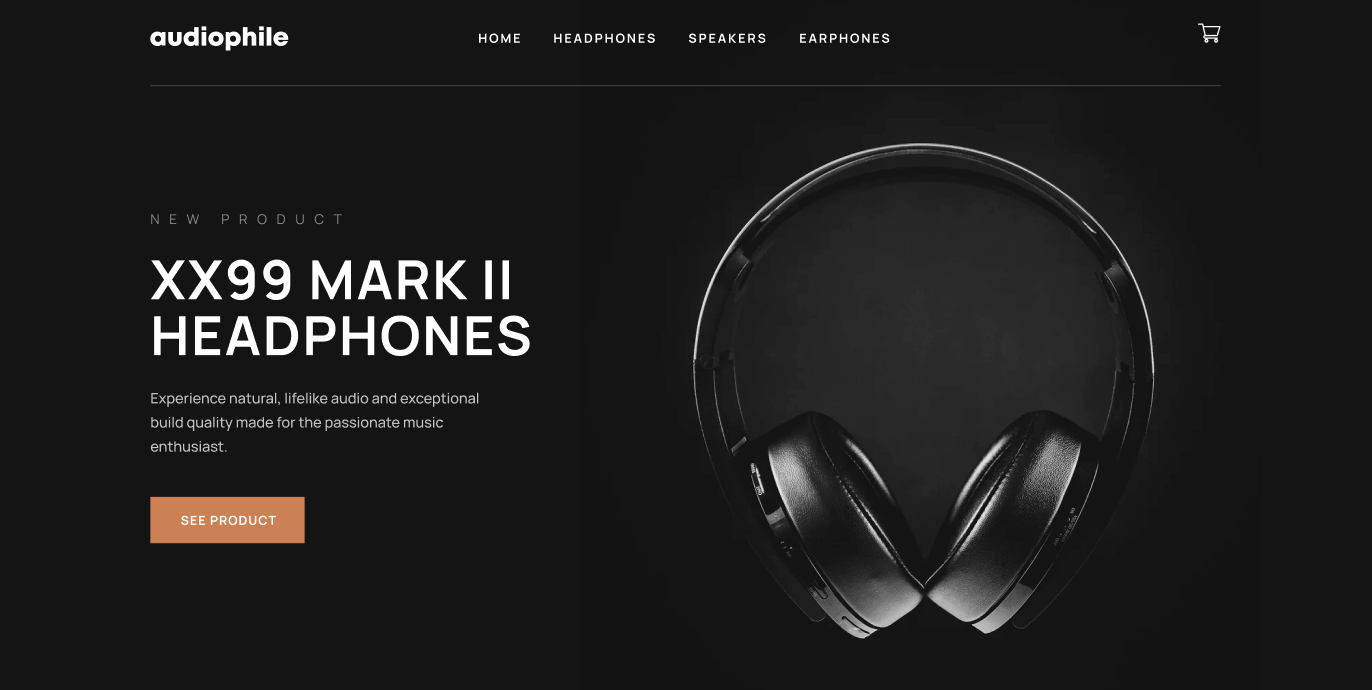 audiophile
HOME HEADPHONES SPEAKERS EARPHONES
NEW PRODUCT
XX99 MARK II
HEADPHONES
Experience natural, lifelike audio and exceptional
build quality made for the passionate music
enthusiast.
SEE PRODUCT